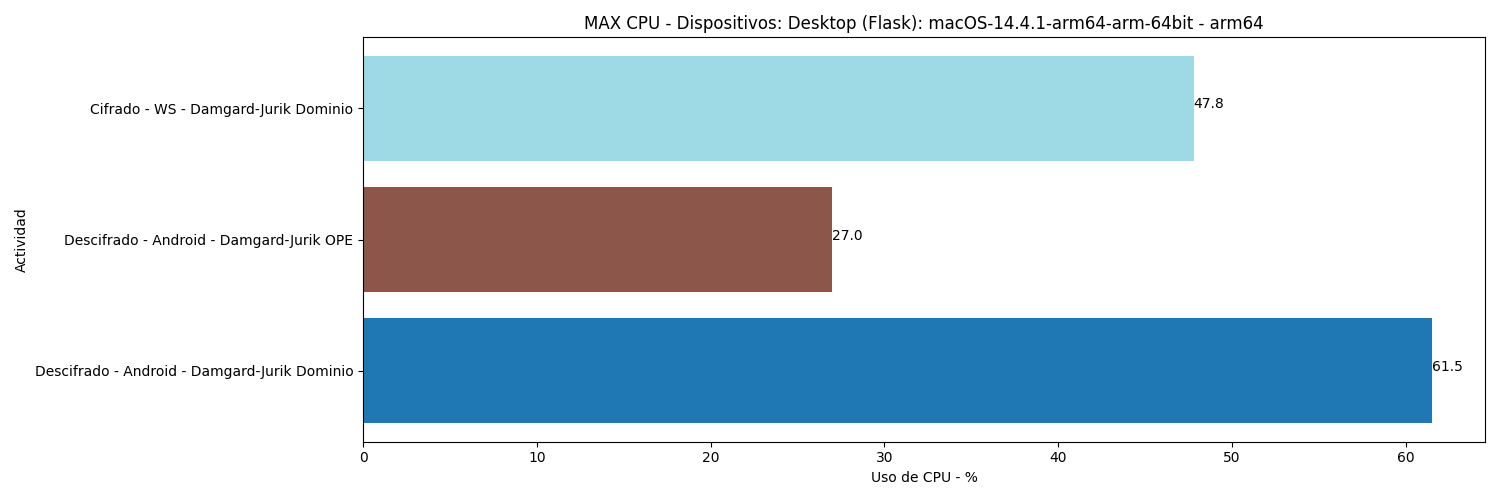 MAX CPU - Dispositivos: Desktop (Flask): macOS-14.4.1-arm64-arm-64bit - arm64
Actividad
Cifrado - WS - Damgard-Jurik Dominio
47.8
Descifrado - Android - Damgard-Jurik OPE
27.0
Descifrado - Android - Damgard-Jurik Dominio
61.5
0 10 20 30 40 50 60
Uso de CPU - %